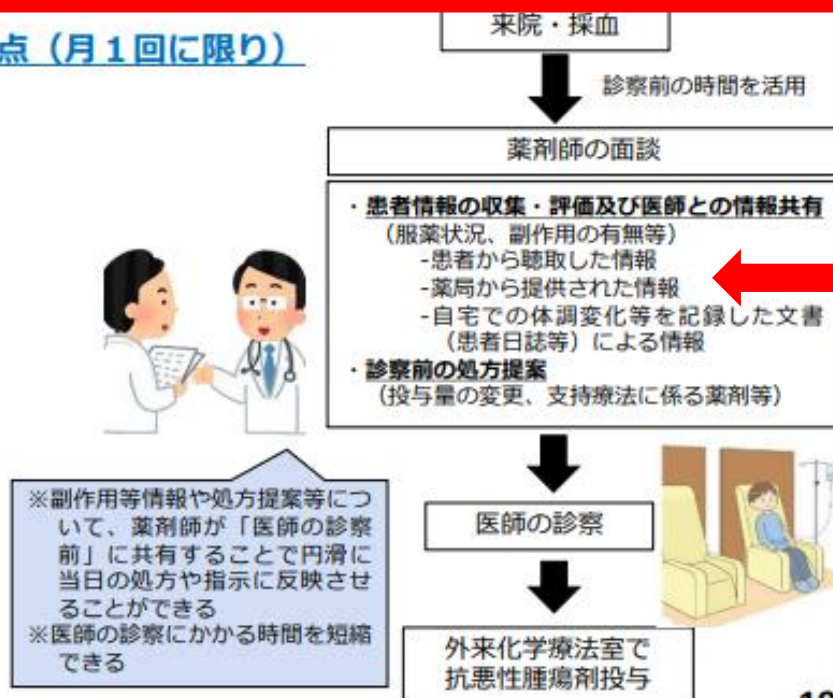 点（月１回に限り）
来院・採血
診察前の時間を活用
薬剤師の面談
・患者情報の収集・評価及び医師との情報共有
（服薬状況、副作用の有無等）
-患者から聴取した情報
-薬局から提供された情報
-自宅での体調変化等を記録した文書
（患者日誌等）による情報
・診察前の処方提案
（投与量の変更、支持療法に係る薬剤等）
※副作用等情報や処方提案等につ
いて、薬剤師が「医師の診察
前」に共有することで円滑に
当日の処方や指示に反映させ
ることができる
※医師の診察にかかる時間を短縮
できる
医師の診察
外来化学療法室で
抗悪性腫瘍剤投与